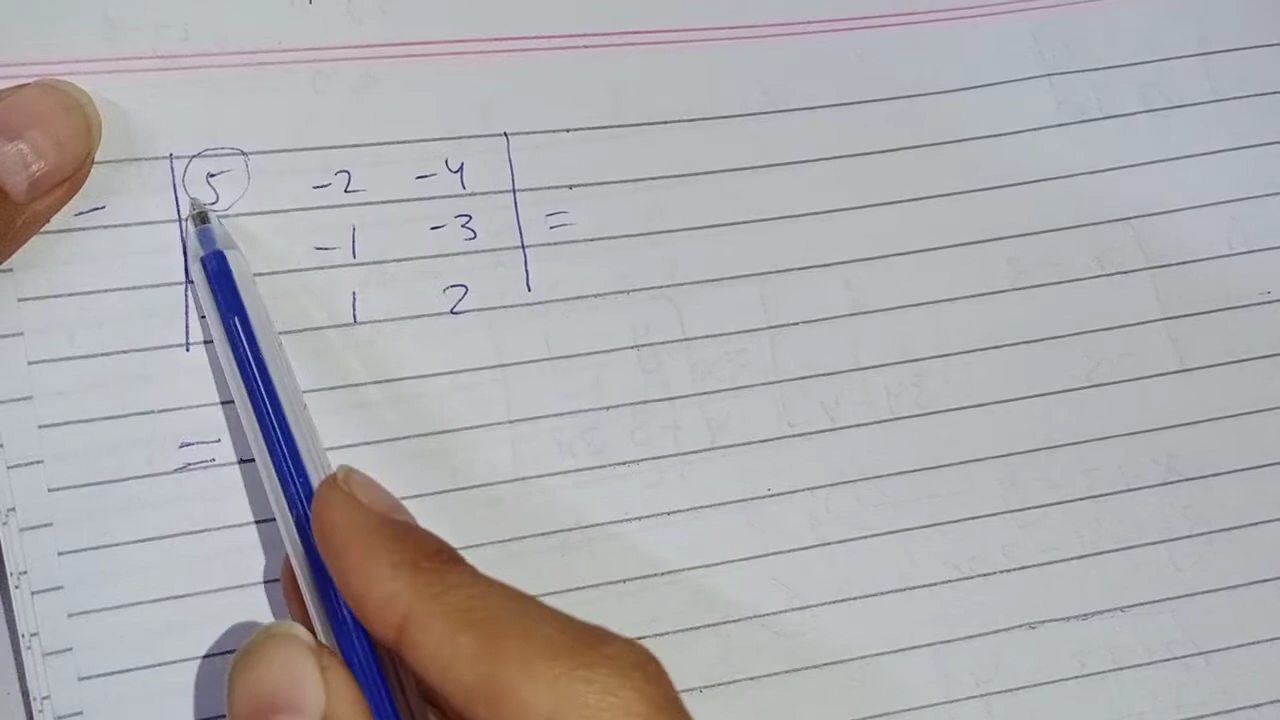 - | 5 -2 -4 | =
-1 -3
1 2
=